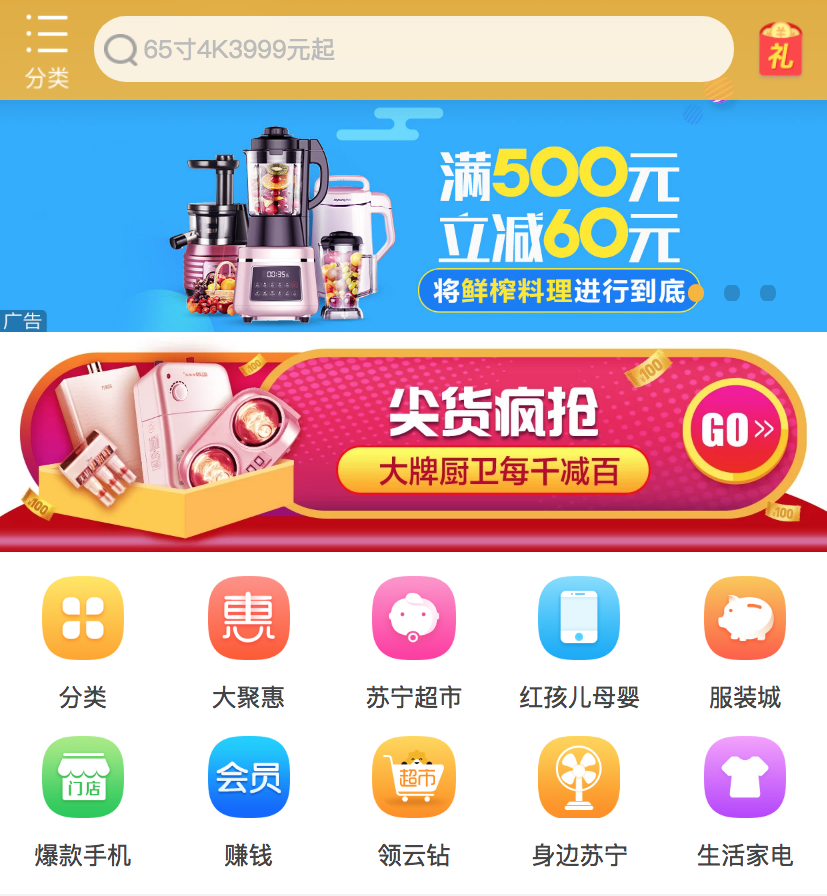 分类
65寸4K3999元起
礼
满500元
立减60元
将鲜榨料理进行到底
广告
100
100
尖货疯抢
GO
大牌厨卫每千减百
100
100
惠
分类
大聚惠
苏宁超市
红孩儿母婴
服装城
门店
会员
超市
爆款手机
赚钱
领云钻
身边苏宁
生活家电